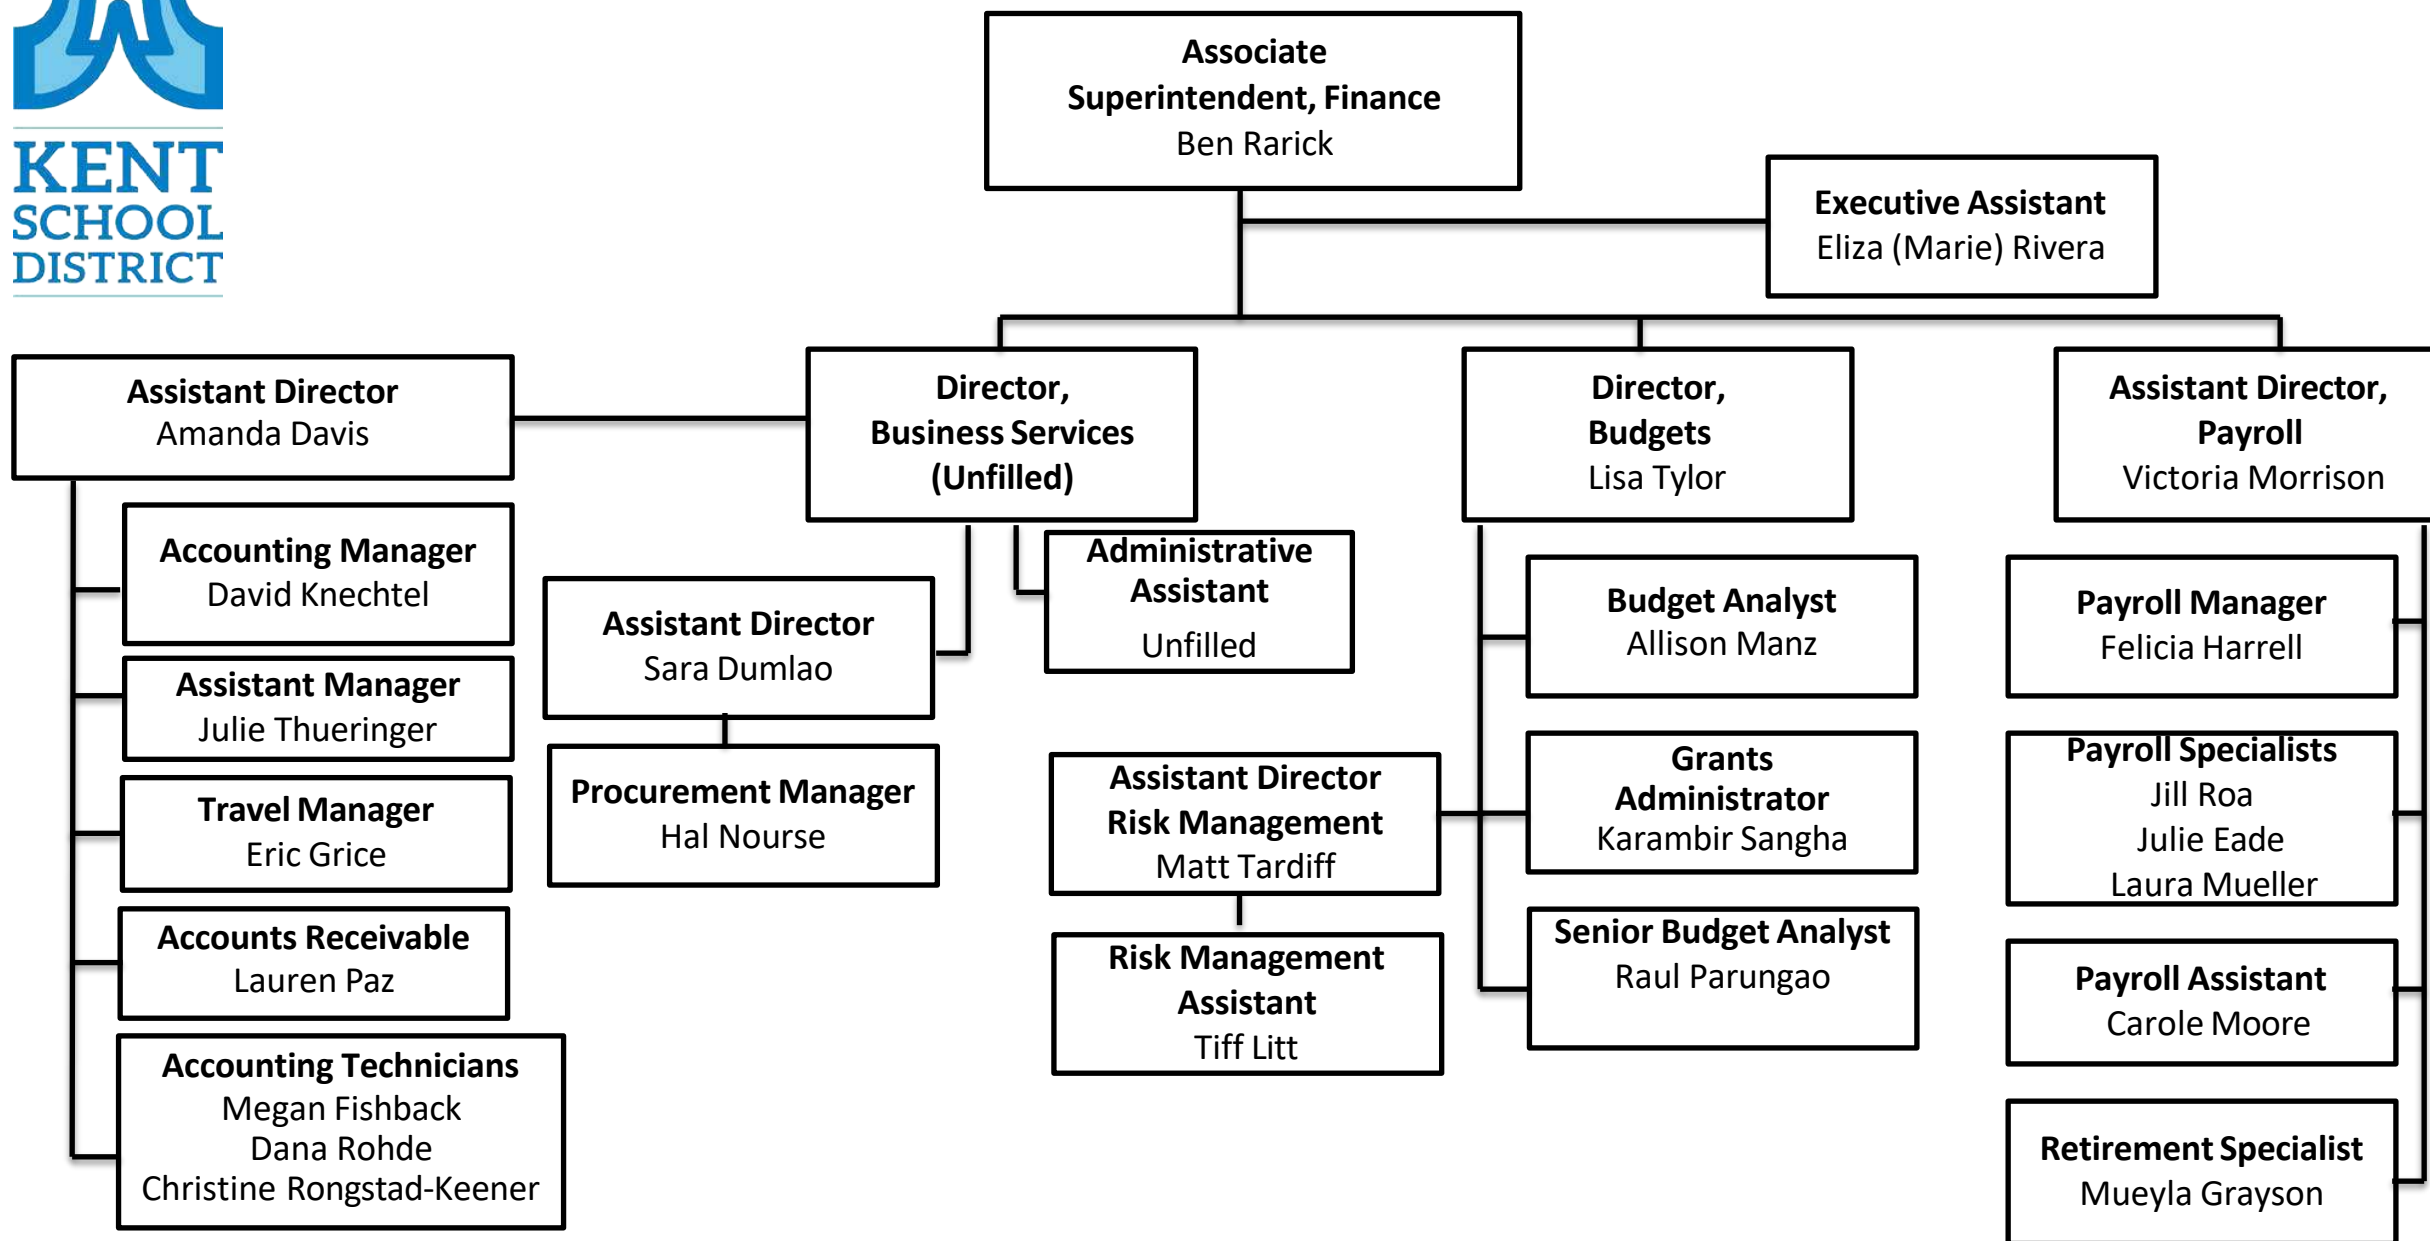 KENT
SCHOOL
DISTRICT
Associate
Superintendent, Finance
Ben Rarick
Executive Assistant
Eliza (Marie) Rivera
Assistant Director
Amanda Davis
Accounting Manager
David Knechtel
Assistant Manager
Julie Thueringer
Travel Manager
Eric Grice
Accounts Receivable
Lauren Paz
Accounting Technicians
Megan Fishback
Dana Rohde
Christine Rongstad-Keener
Director,
Business Services
(Unfilled)
Assistant Director
Sara Dumlao
Procurement Manager
Hal Nourse
Administrative
Assistant
Unfilled
Director,
Budgets
Lisa Tylor
Budget Analyst
Allison Manz
Grants
Administrator
Karambir Sangha
Senior Budget Analyst
Raul Parungao
Assistant Director
Risk Management
Matt Tardiff
Risk Management
Assistant
Tiff Litt
Assistant Director,
Payroll
Victoria Morrison
Payroll Manager
Felicia Harrell
Payroll Specialists
Jill Roa
Julie Eade
Laura Mueller
Payroll Assistant
Carole Moore
Retirement Specialist
Mueyla Grayson